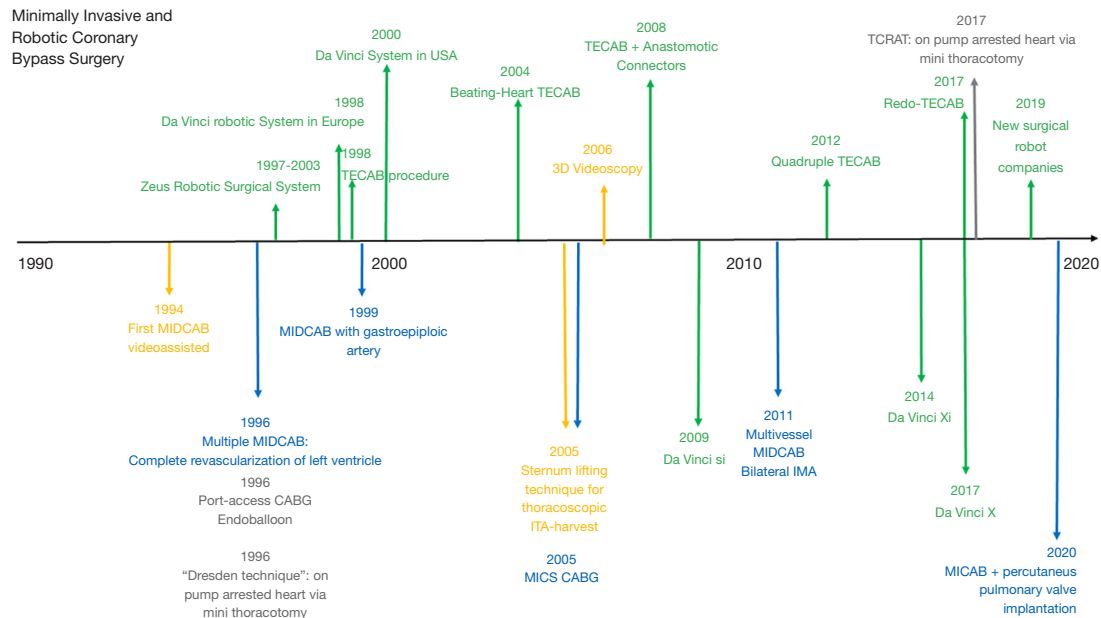 Minimally Invasive and
Robotic Coronary
Bypass Surgery
1997-2003
Zeus Robotic Surgical System
1998
Da Vinci robotic System in Europe
1998
TECAB procedure
2000
Da Vinci System in USA
2004
Beating-Heart TECAB
2006
3D Videoscopy
2008
TECAB + Anastomotic
Connectors
2012
Quadruple TECAB
2017
Redo-TECAB
2017
TCRAT: on pump arrested heart via
mini thoracotomy
2019
New surgical
robot
companies
1990
2000
2010
2020
1994
First MIDCAB
videoassisted
1996
Multiple MIDCAB:
Complete revascularization of left ventricle
1996
Port-access CABG
Endoballoon
1996
“Dresden technique”: on
pump arrested heart via
mini thoracotomy
1999
MIDCAB with gastroepiploic
artery
2005
Sternum lifting
technique for
thoracoscopic
ITA-harvest
2005
MICS CABG
2009
Da Vinci si
2011
Multivessel
MIDCAB
Bilateral IMA
2014
Da Vinci Xi
2017
Da Vinci X
2020
MICAB + percutaneus
pulmonary valve
implantation